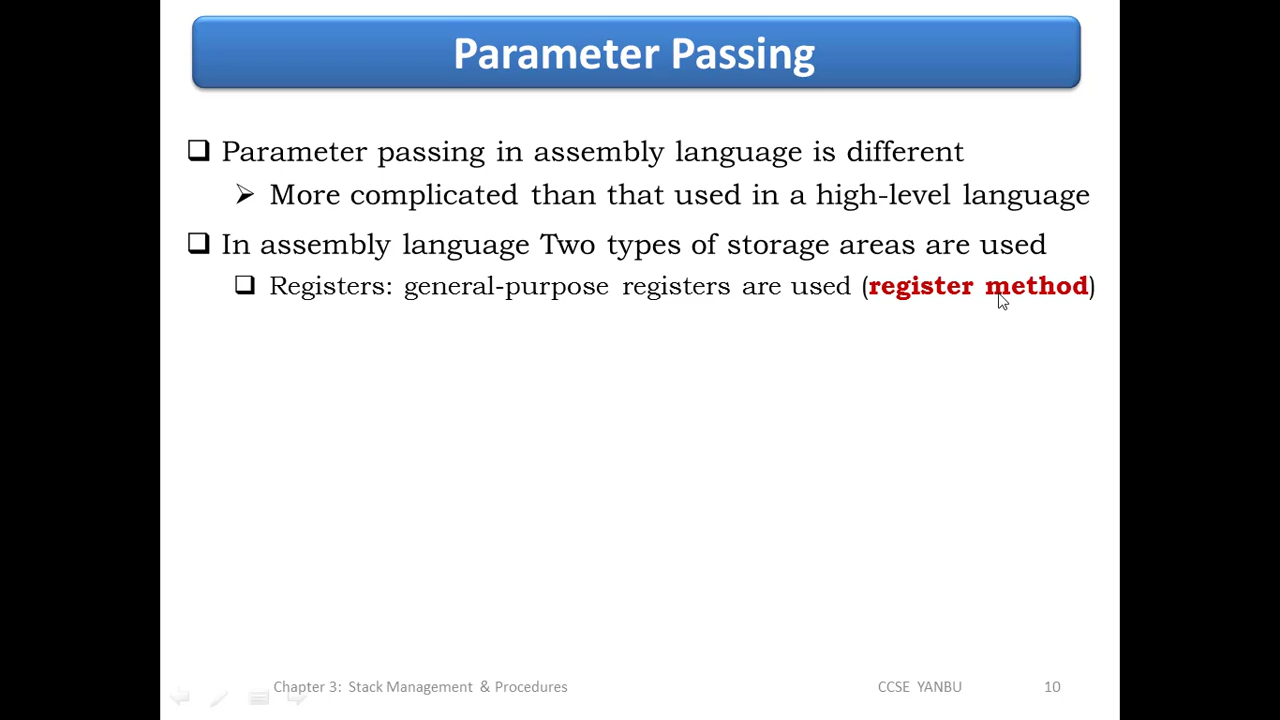 Parameter Passing
Parameter passing in assembly language is different
More complicated than that used in a high-level language
In assembly language Two types of storage areas are used
Registers: general-purpose registers are used (register method)
Chapter 3: Stack Management & Procedures CCSE YANBU 10